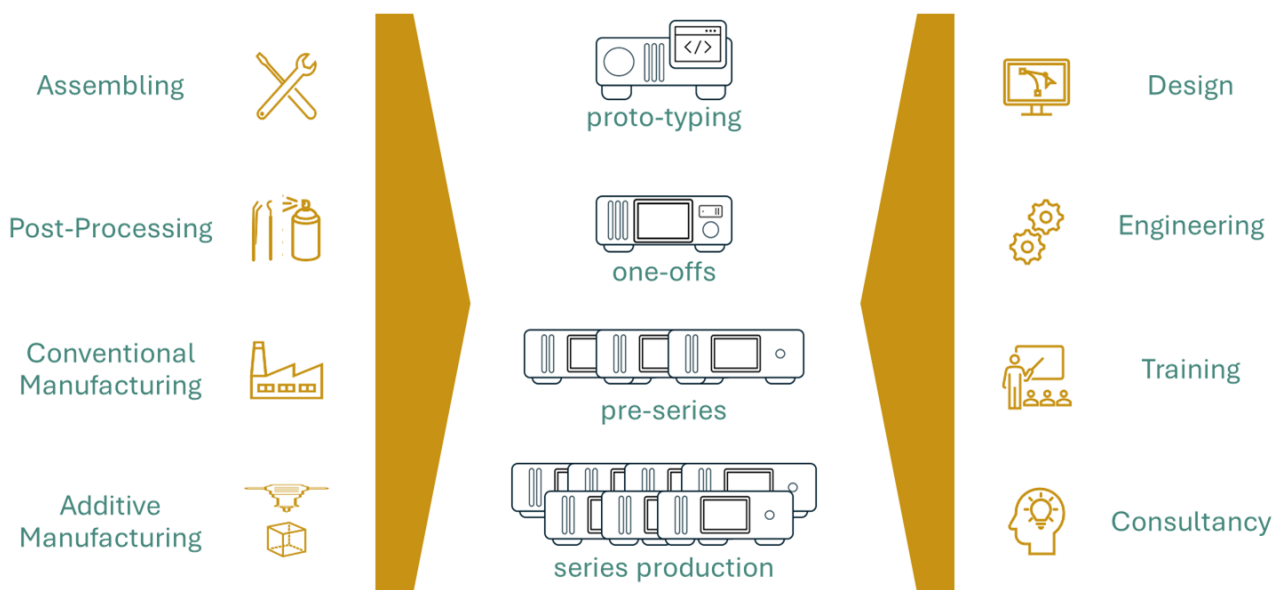 Assembling
Post-Processing
Conventional
Manufacturing
Additive
Manufacturing
</>
proto-typing
one-offs
pre-series
series production
Design
Engineering
Training
Consultancy